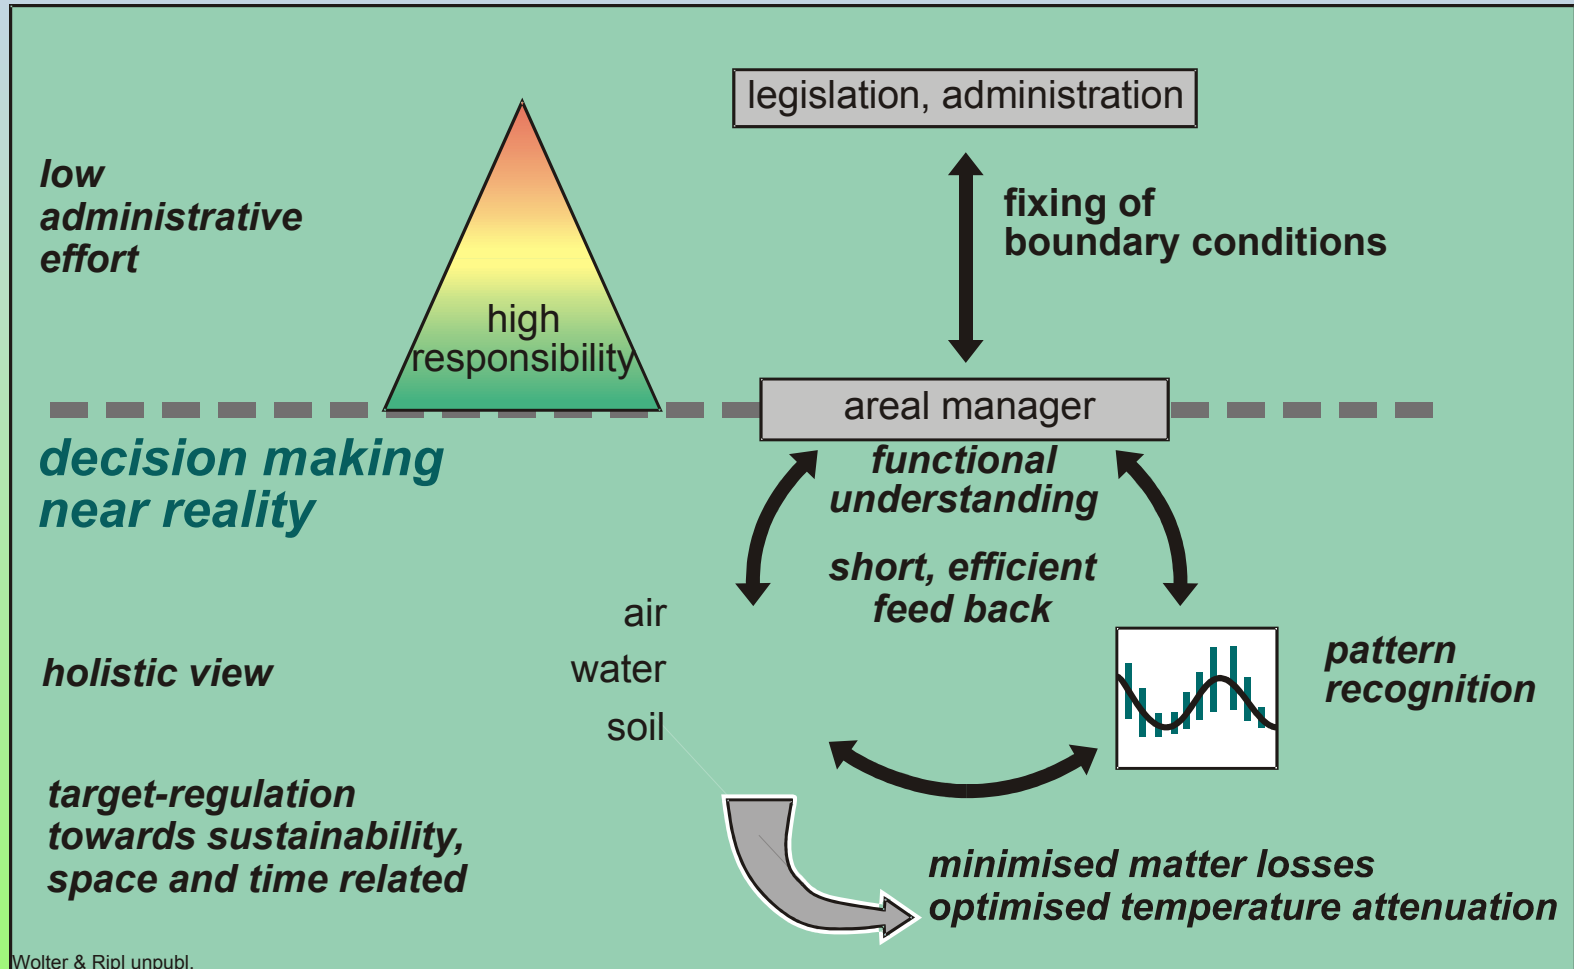 legislation, administration
low
administrative
effort
fixing of
boundary conditions
high
responsibility
areal manager
decision making
near reality
functional
understanding
short, efficient
feed back
air
water
soil
holistic view
pattern
recognition
target-regulation
towards sustainability,
space and time related
minimised matter losses
optimised temperature attenuation
Wolter & Ripl unpubl.